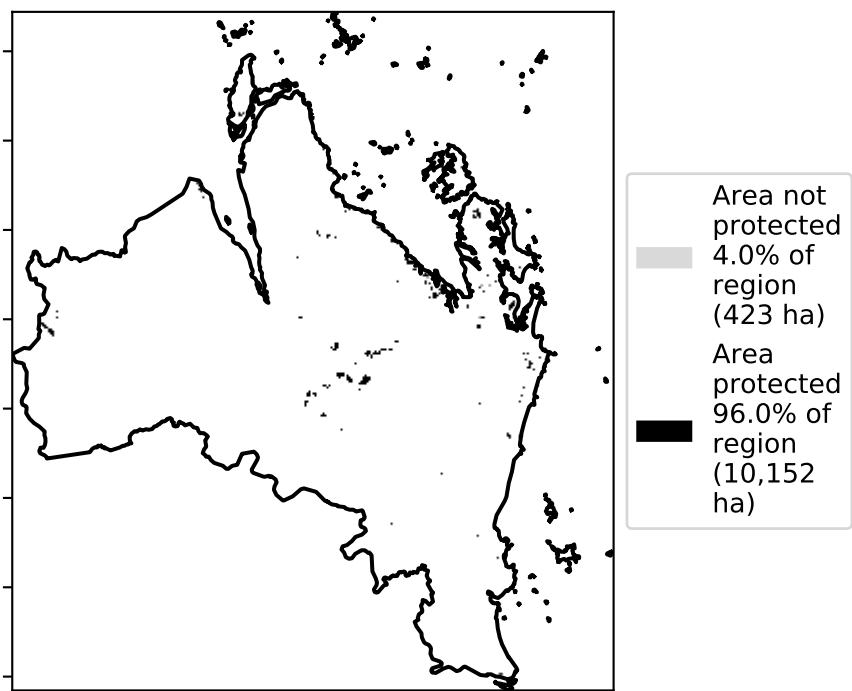 Area not
protected
4.0% of
region
(423 ha)
Area
protected
96.0% of
region
(10,152
ha)